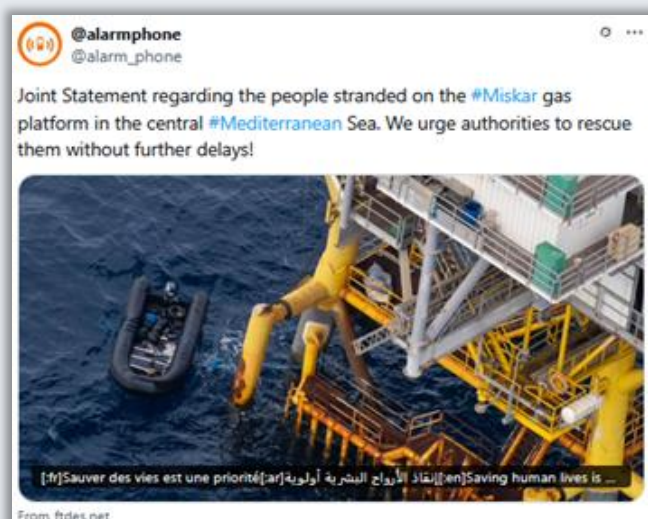 @alarmphone
@alarm_phone
Joint Statement regarding the people stranded on the #Miskar gas
platform in the central #Mediterranean Sea. We urge authorities to rescue
them without further delays!
[:fr]Sauver des vies est une priorité[:ar]إنقاذ الأرواح البشرية أولوية[:en]Saving human lives is ...
From ftdes.net